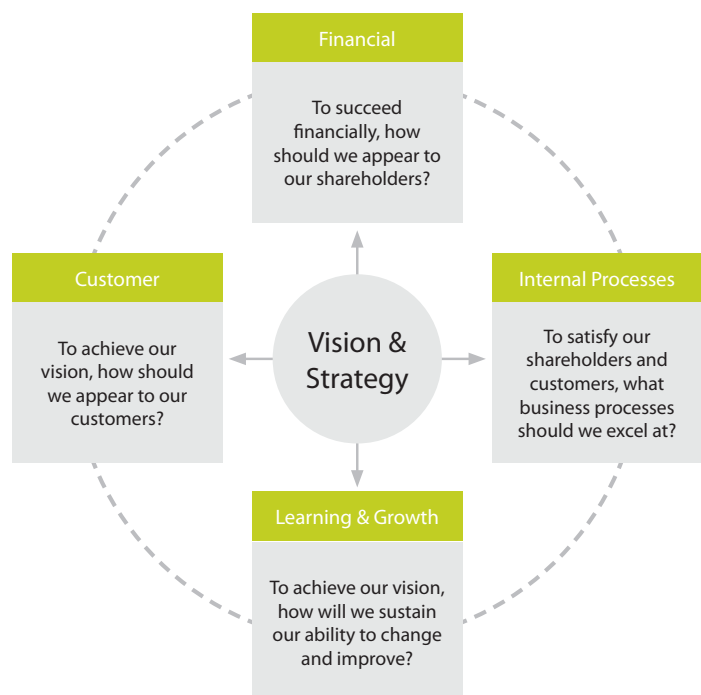 Financial
To succeed
financially, how
should we appear to
our shareholders?
Customer
To achieve our
vision, how should
we appear to our
customers?
Vision &
Strategy
Internal Processes
To satisfy our
shareholders and
customers, what
business processes
should we excel at?
Learning & Growth
To achieve our vision,
how will we sustain
our ability to change
and improve?